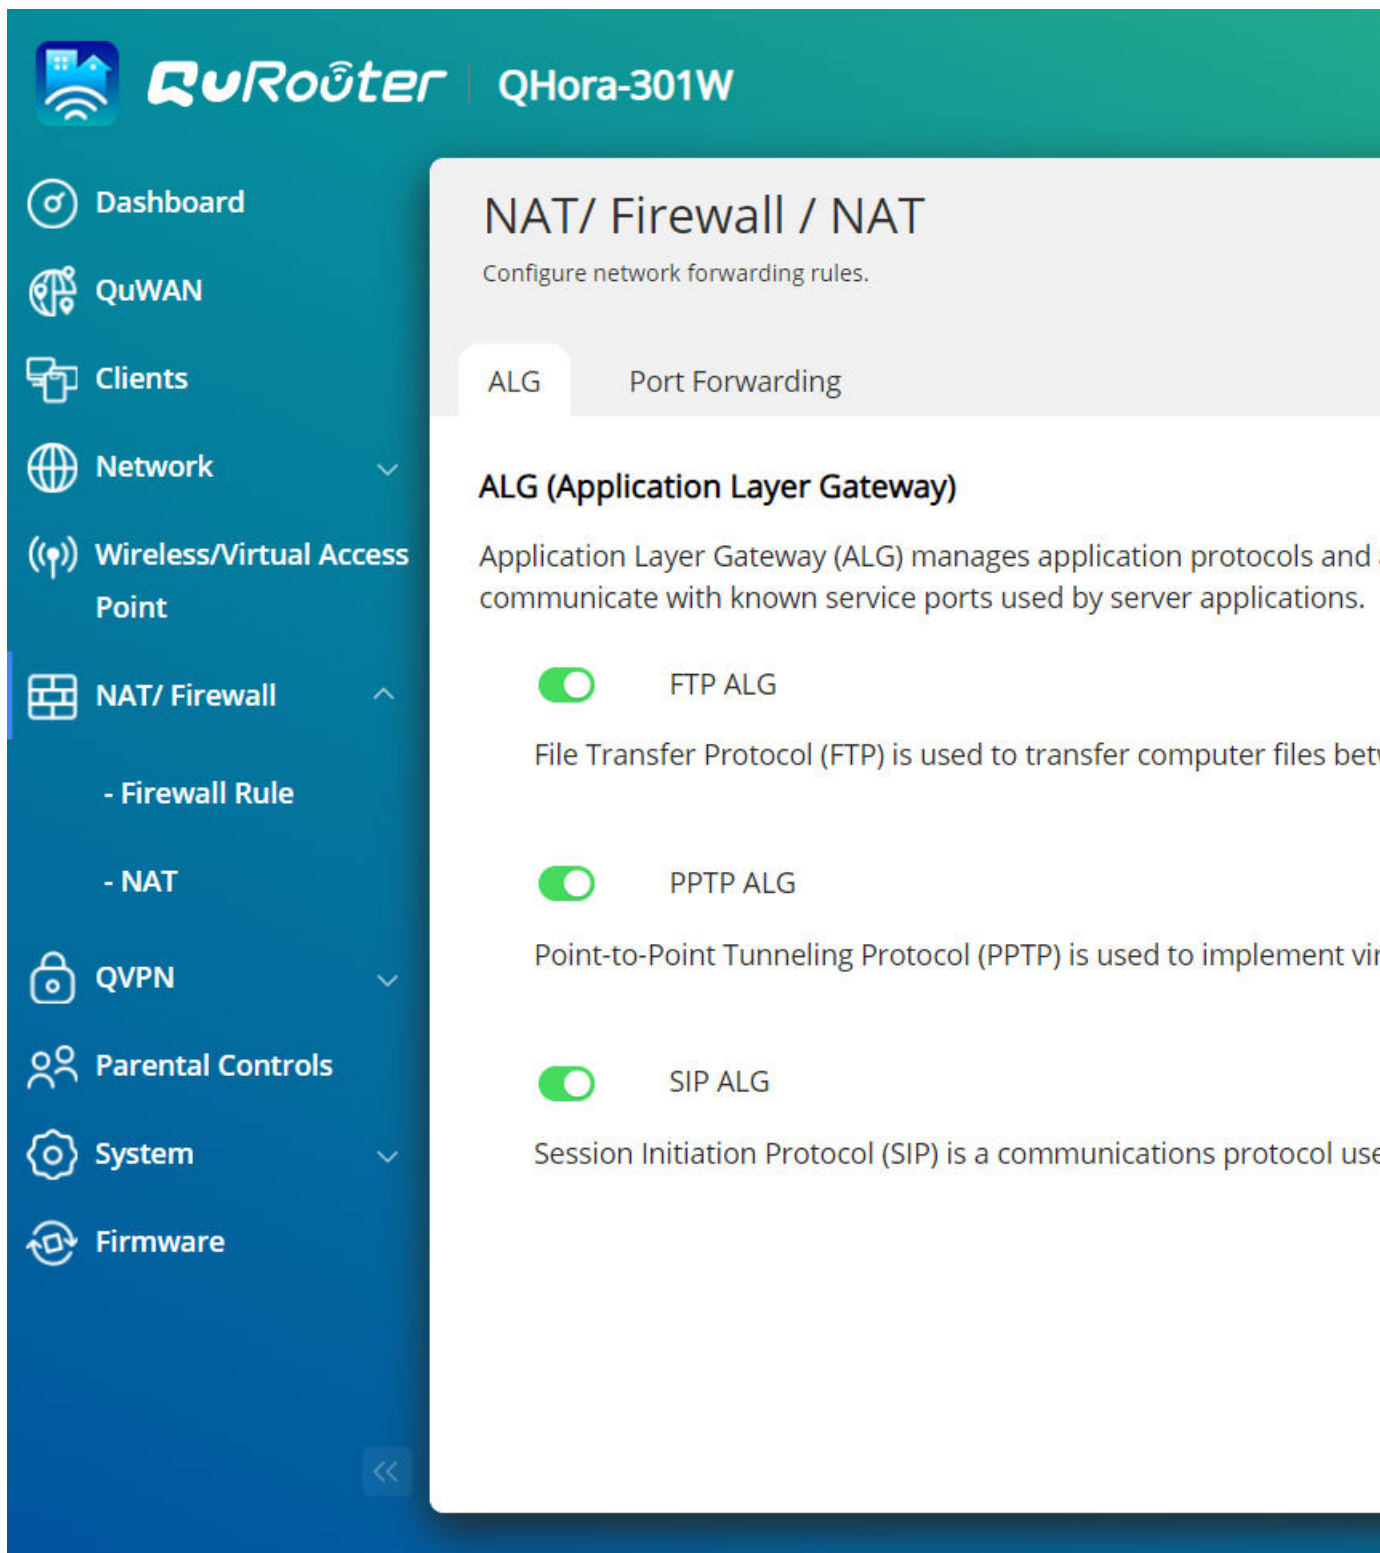 QuRouter | QHora-301W
Dashboard
QuWAN
Clients
Network
Wireless/Virtual Access
Point
NAT/ Firewall
- Firewall Rule
- NAT
QVPN
Parental Controls
System
Firmware
NAT/ Firewall / NAT
Configure network forwarding rules.
ALG
Port Forwarding
ALG (Application Layer Gateway)
Application Layer Gateway (ALG) manages application protocols and
communicate with known service ports used by server applications.
FTP ALG
File Transfer Protocol (FTP) is used to transfer computer files
PPTP ALG
Point-to-Point Tunneling Protocol (PPTP) is used to implement
SIP ALG
Session Initiation Protocol (SIP) is a communications protocol